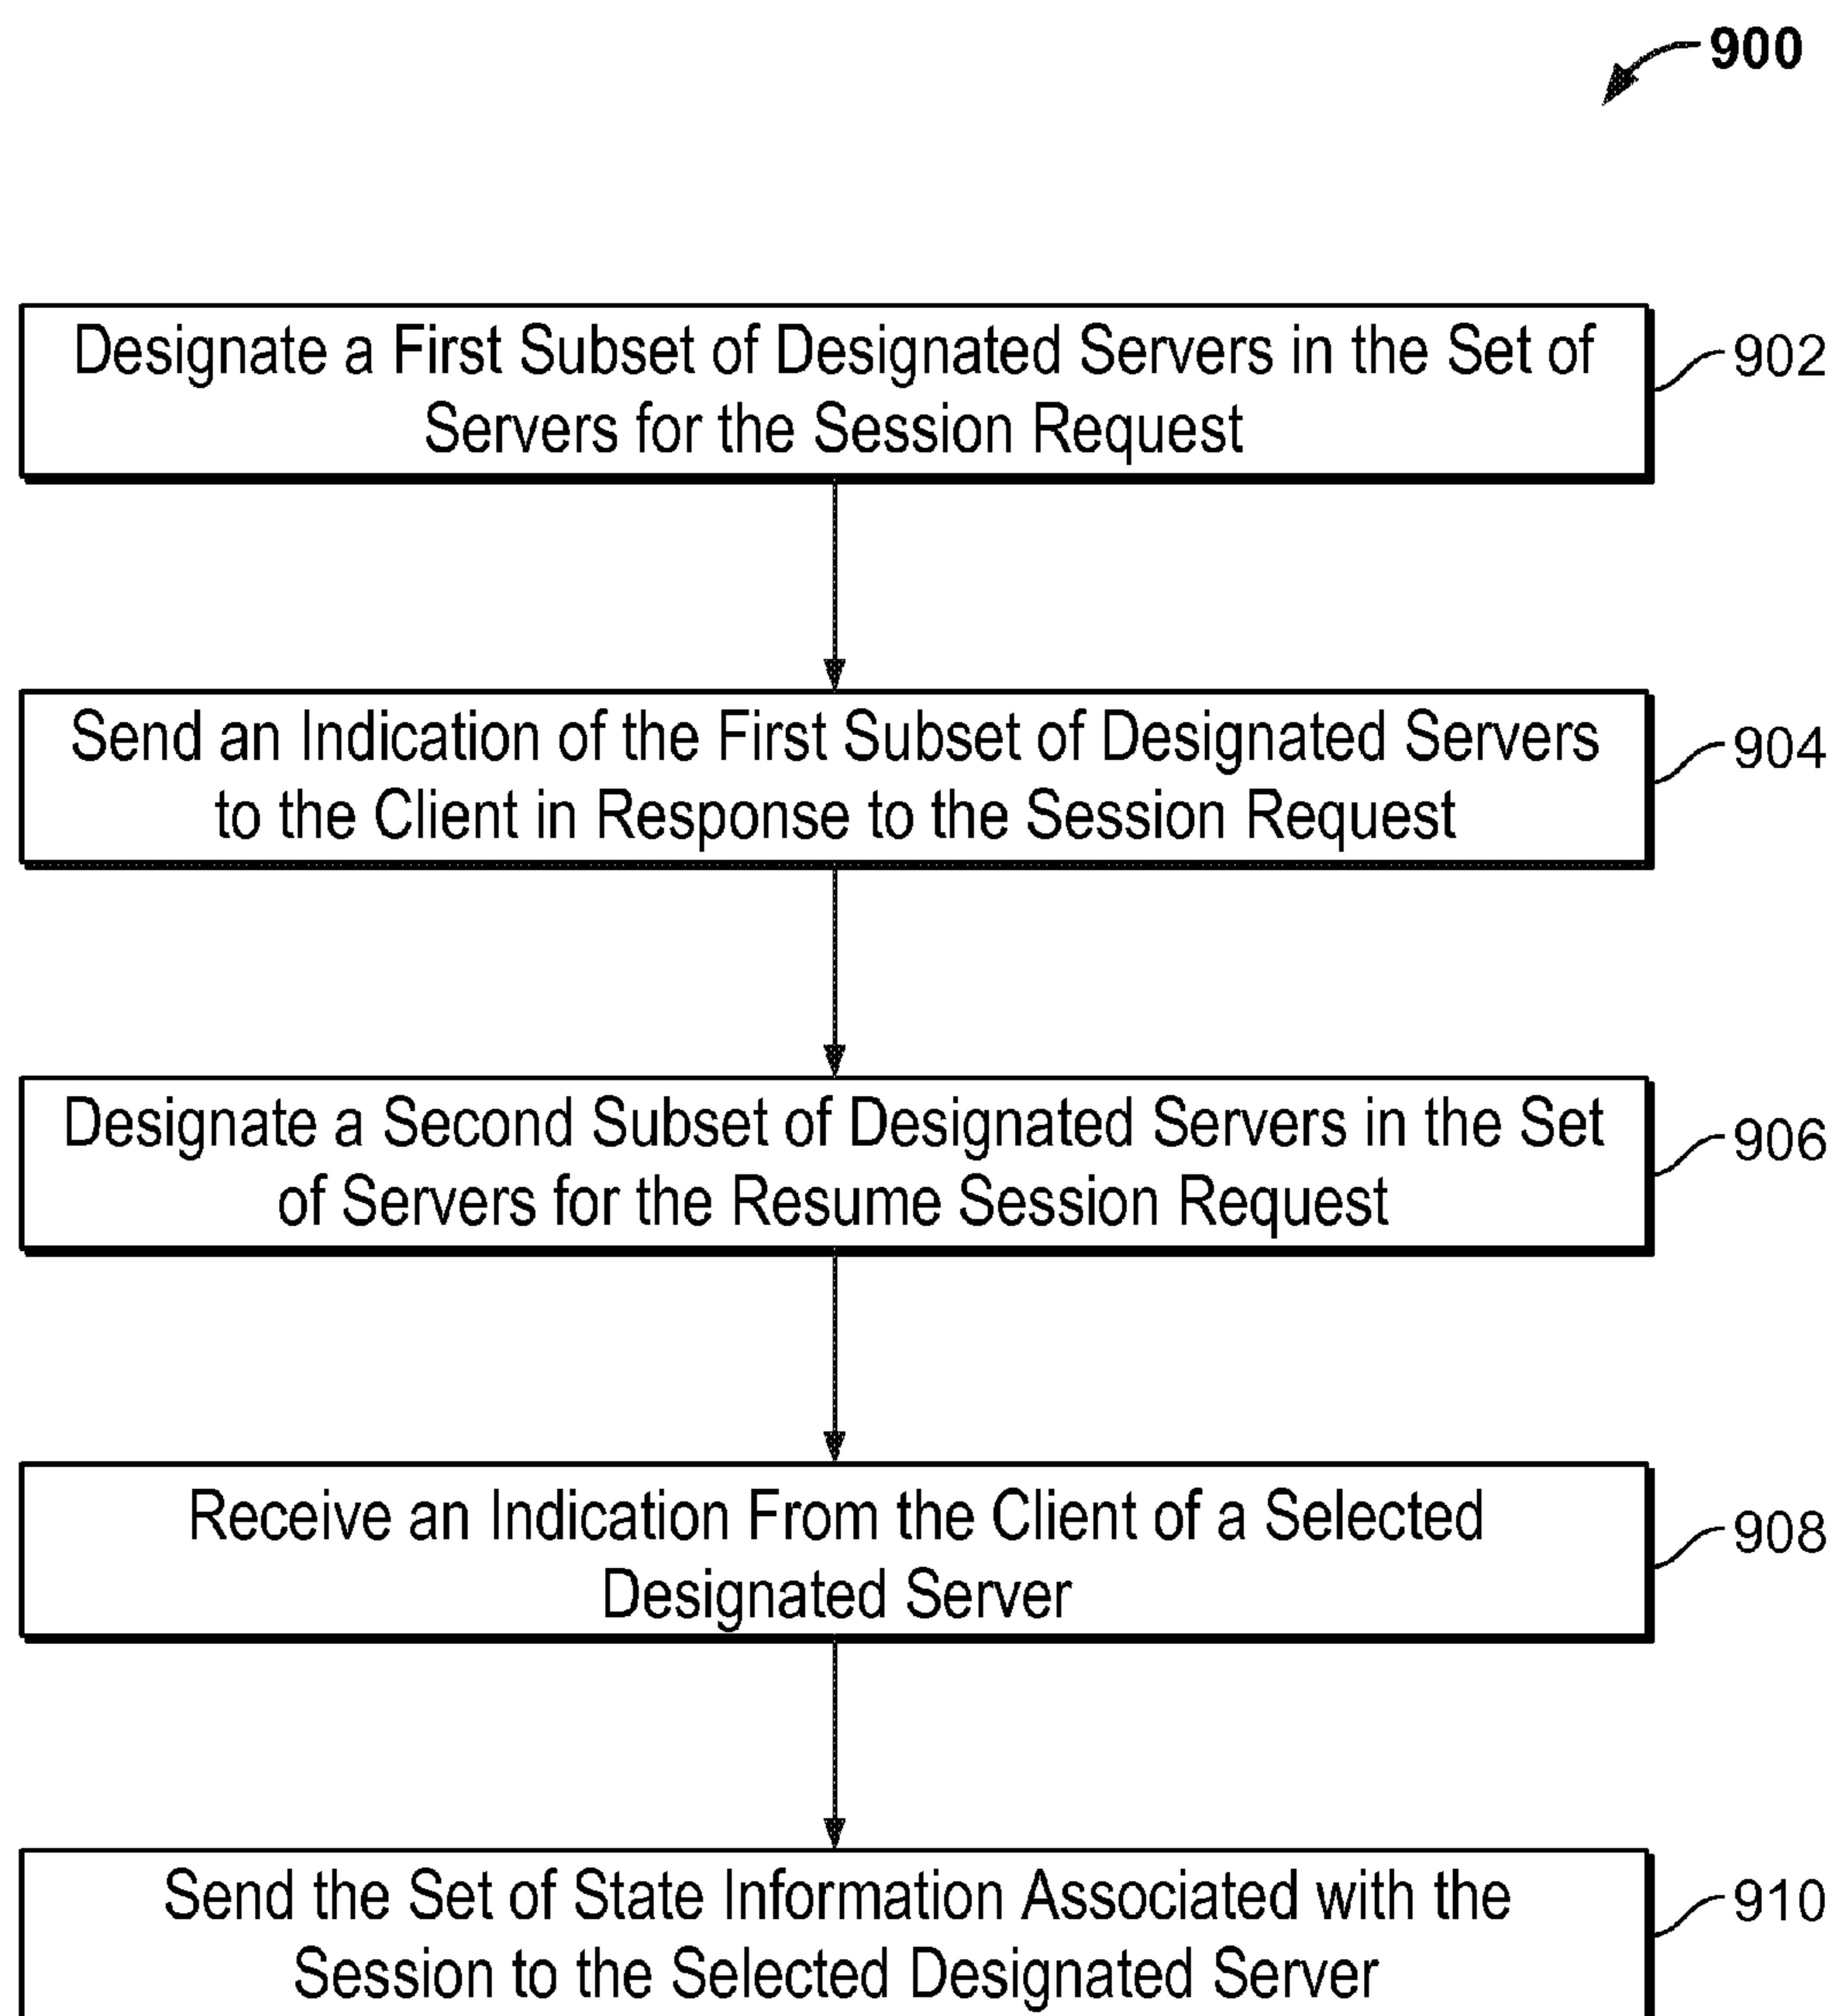 900
Designate a First Subset of Designated Servers in the Set of
Servers for the Session Request
902
Send an Indication of the First Subset of Designated Servers
to the Client in Response to the Session Request
904
Designate a Second Subset of Designated Servers in the Set
of Servers for the Resume Session Request
906
Receive an Indication From the Client of a Selected
Designated Server
908
Send the Set of State Information Associated with the
Session to the Selected Designated Server
910